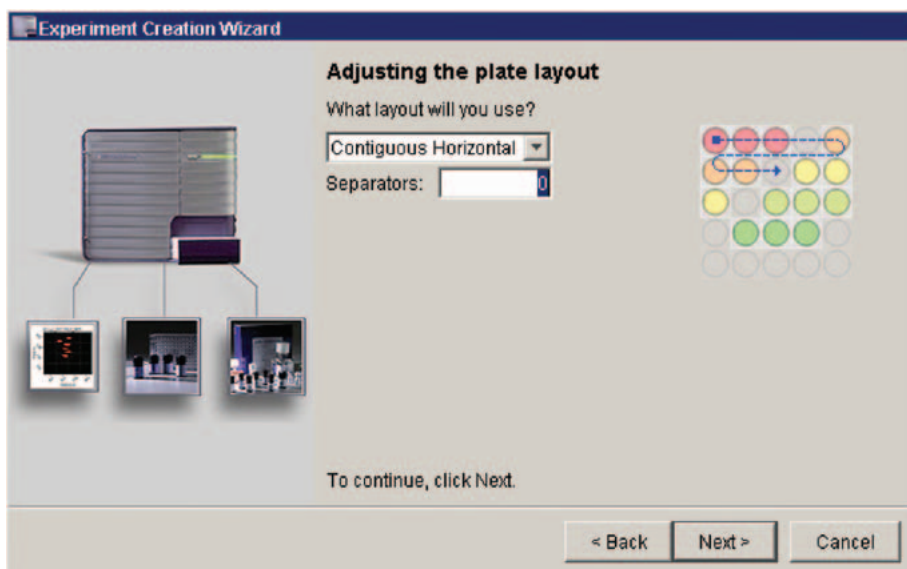 Experiment Creation Wizard
Adjusting the plate layout
What layout will you use?
Contiguous Horizontal
Separators: 0
To continue, click Next.
< Back Next > Cancel